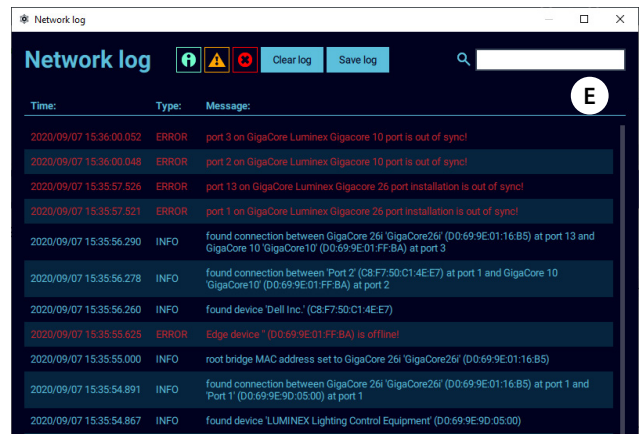 Network log
Network log
Clear log
Save log
E
Time: Type: Message:
2020/09/07 15:36:00.052 ERROR port 3 on GigaCore Luminex Gigacore 10 port is out of sync!
2020/09/07 15:36:00.048 ERROR port 2 on GigaCore Luminex Gigacore 10 port is out of sync!
2020/09/07 15:35:57.526 ERROR port 13 on GigaCore Luminex Gigacore 26 port installation is out of sync!
2020/09/07 15:35:57.521 ERROR port 1 on GigaCore Luminex Gigacore 26 port installation is out of sync!
2020/09/07 15:35:56.290 INFO found connection between GigaCore 26i 'GigaCore26i' (D0:69:9E:01:16:B5) at port 13 and
GigaCore 10 'GigaCore10' (D0:69:9E:01:FF:BA) at port 3
2020/09/07 15:35:56.278 INFO found connection between 'Port 2' (C8:F7:50:C1:4E:E7) at port 1 and GigaCore 10
'GigaCore10' (D0:69:9E:01:FF:BA) at port 2
2020/09/07 15:35:56.260 INFO found device 'Dell Inc.' (C8:F7:50:C1:4E:E7)
2020/09/07 15:35:55.625 ERROR Edge device '' (D0:69:9E:01:FF:BA) is offline!
2020/09/07 15:35:55.000 INFO root bridge MAC address set to GigaCore 26i 'GigaCore26i' (D0:69:9E:01:16:B5)
2020/09/07 15:35:54.891 INFO found connection between GigaCore 26i 'GigaCore26i' (D0:69:9E:01:16:B5) at port 1 and
'Port 1' (D0:69:9E:9D:05:00) at port 1
2020/09/07 15:35:54.867 INFO found device 'LUMINEX Lighting Control Equipment' (D0:69:9E:9D:05:00)